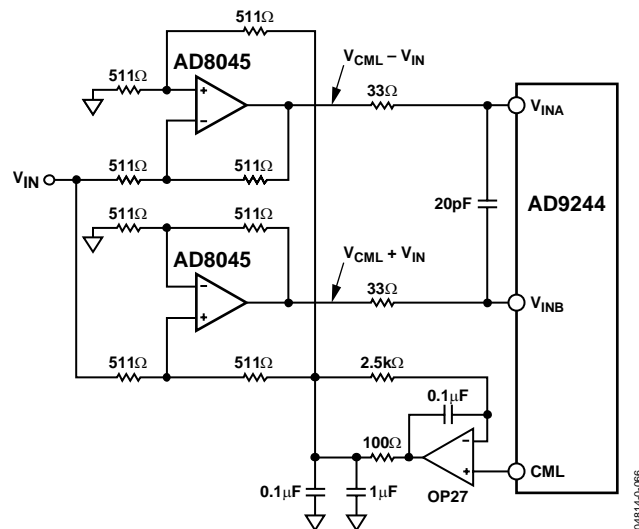 511Ω
AD8045
V_CML – V_IN
511Ω
33Ω
+
–
V_INA
V_IN
511Ω
511Ω
20pF
AD9244
511Ω
511Ω
AD8045
V_CML + V_IN
33Ω
–
+
V_INB
511Ω
511Ω
2.5kΩ
0.1μF
100Ω
–
+
CML
0.1μF
1μF
OP27
04814-0-066